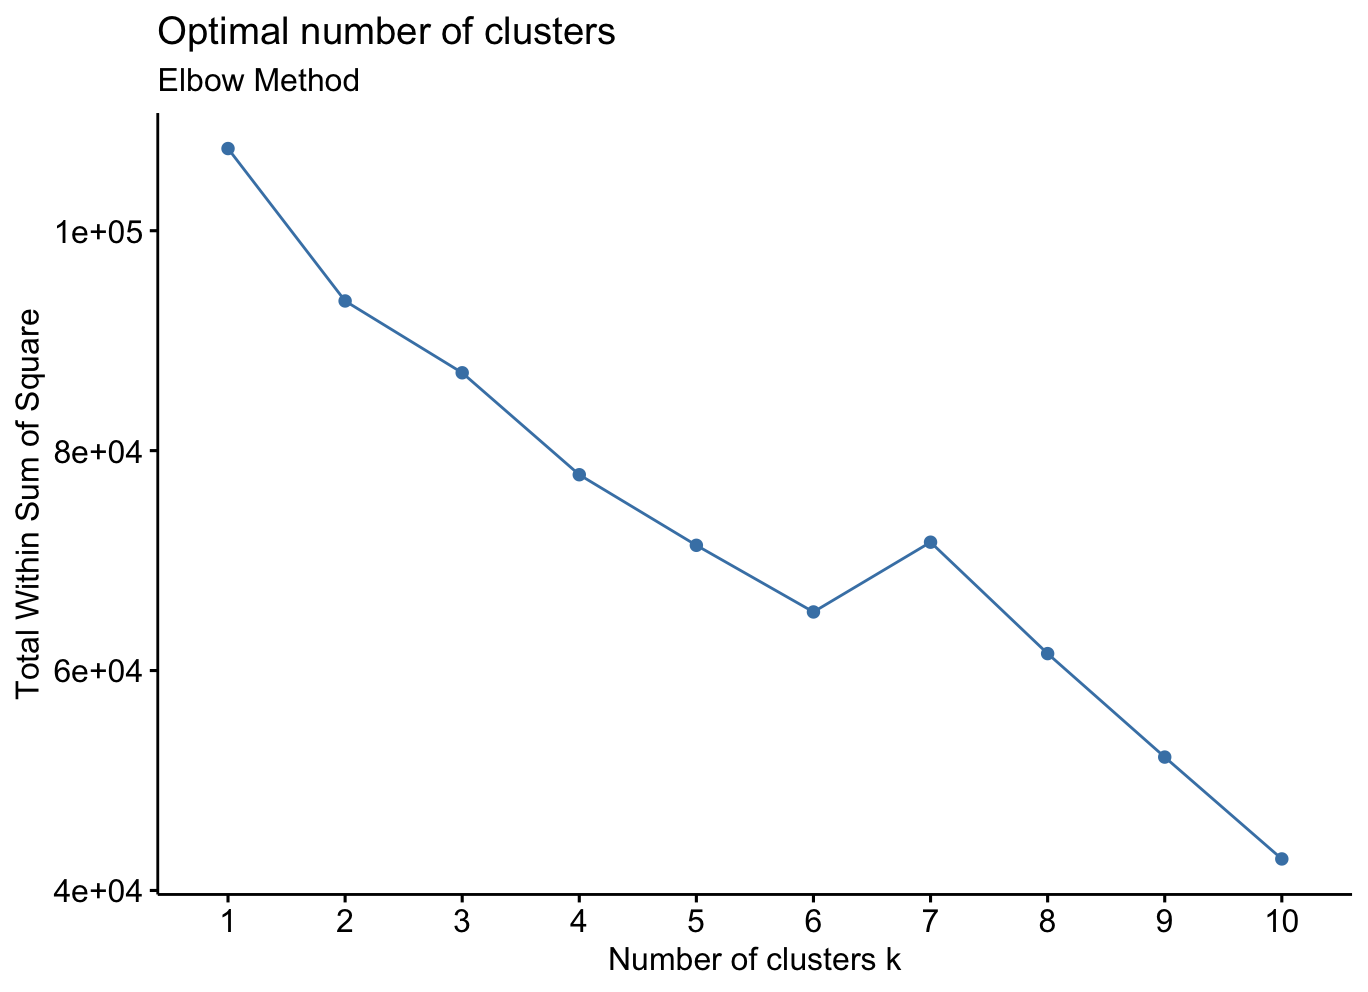 Optimal number of clusters
Elbow Method
Total Within Sum of Square
1e+05
8e+04
6e+04
4e+04
1 2 3 4 5 6 7 8 9 10
Number of clusters k